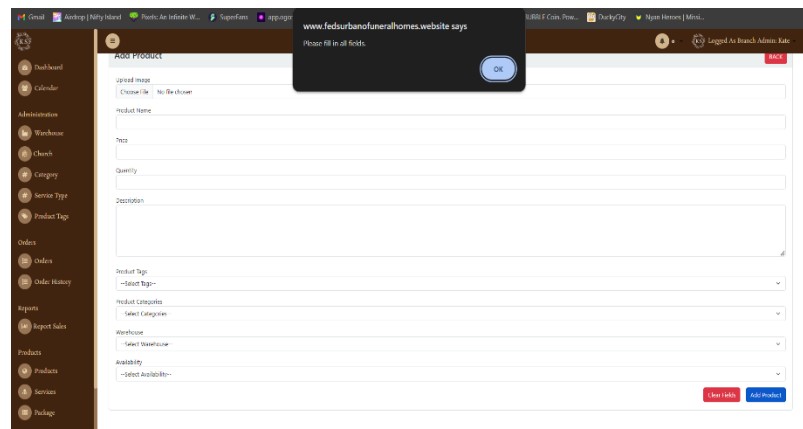 Gmail Airdrop | Nifty Island Pixels: An Infinite W... SuperFans BUBBLE Coin. Pow... DuckyCity Nyan Heroes | Missi...
www.fedsurbanofuneralhomes.website says
Please fill in all fields.
OK
KS
Logged As Branch Admin: Kate
Add Product
BACK
Dashboard
Calendar
Administration
Warehouse
Church
Category
Service Type
Product Tags
Orders
Orders
Order History
Reports
Report Sales
Products
Products
Services
Package
Upload Image
Choose File No file chosen
Product Name
Price
Quantity
Description
Product Tags
--Select Tags--
Product Categories
--Select Categories--
Warehouse
--Select Warehouse--
Availability
--Select Availability--
Clear Fields Add Product